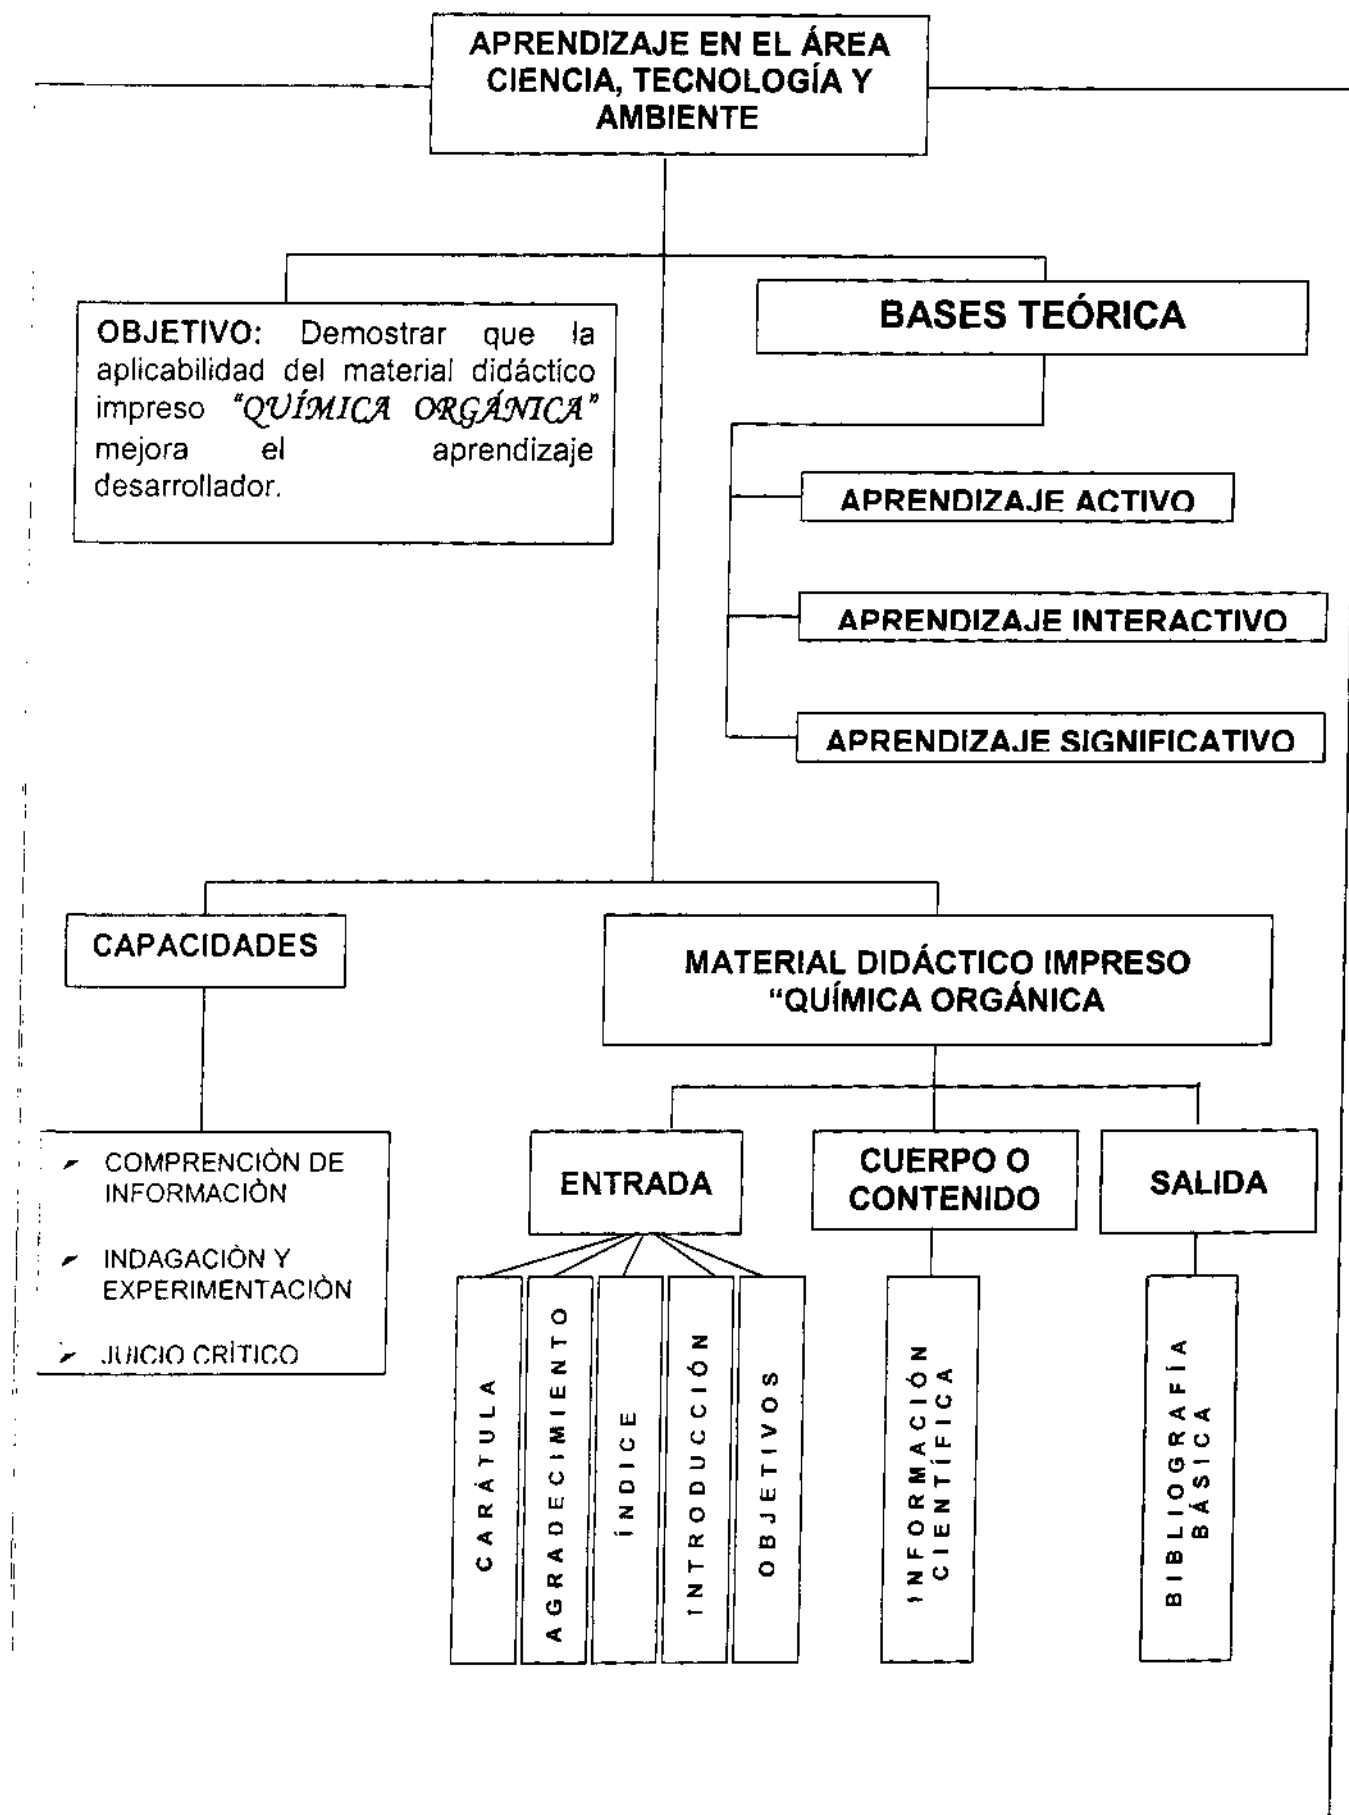 APRENDIZAJE EN EL ÁREA
CIENCIA, TECNOLOGÍA Y
AMBIENTE
OBJETIVO: Demostrar que la
aplicabilidad del material didáctico
impreso "QUÍMICA ORGÁNICA"
mejora el aprendizaje
desarrollador.
BASES TEÓRICA
APRENDIZAJE ACTIVO
APRENDIZAJE INTERACTIVO
APRENDIZAJE SIGNIFICATIVO
CAPACIDADES
MATERIAL DIDÁCTICO IMPRESO
“QUÍMICA ORGÁNICA
➢ COMPRENCIÒN DE
INFORMACIÒN
➢ INDAGACIÒN Y
EXPERIMENTACIÒN
➢ JUICIO CRÍTICO
ENTRADA
CUERPO O
CONTENIDO
SALIDA
CARÁTULA
AGRADECIMIENTO
ÍNDICE
INTRODUCCIÓN
OBJETIVOS
INFORMACIÓN
CIENTÍFICA
BIBLIOGRAFÍA
BÁSICA